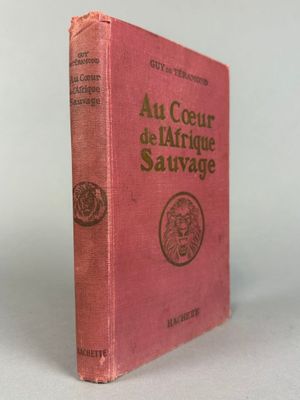 GUY
DE TÉRAMOND
Au Cœur
de l'Afrique
Sauvage
HACHETTE
GUY DE TÉRAMOND
Au Cœur
de l'Afrique
Sauvage
HACHETTE